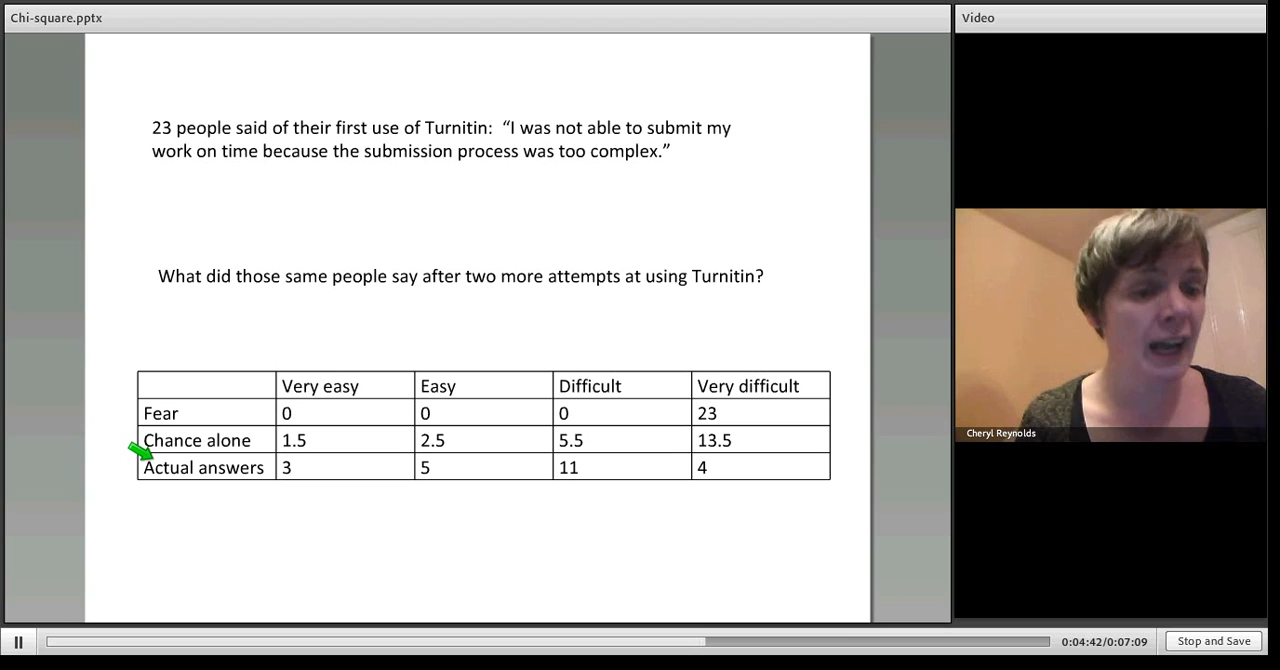 Chi-square.pptx
Video
23 people said of their first use of Turnitin: “I was not able to submit my
work on time because the submission process was too complex.”
What did those same people say after two more attempts at using Turnitin?
Very easy Easy Difficult Very difficult
Fear 0 0 0 23
Chance alone 1.5 2.5 5.5 13.5
Actual answers 3 5 11 4
Cheryl Reynolds
0:04:42/0:07:09 Stop and Save